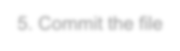 5. Commit the file